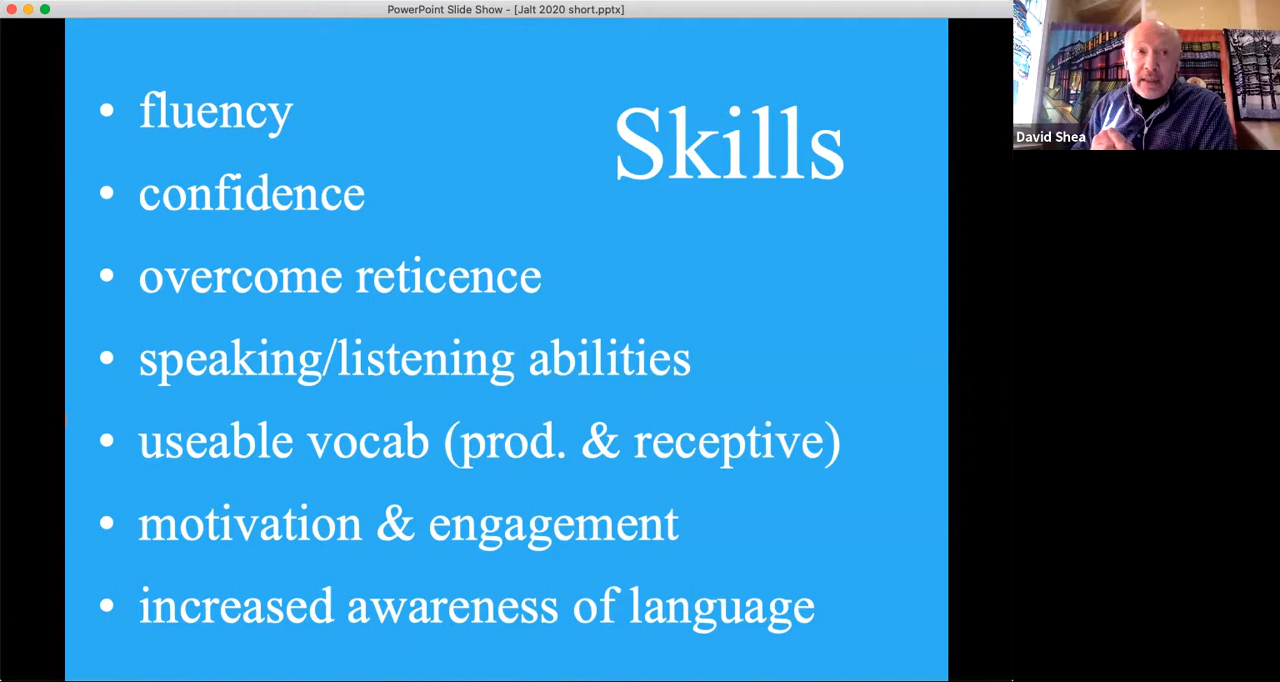 PowerPoint Slide Show - [Jalt 2020 short.pptx]
Skills
• fluency
• confidence
• overcome reticence
• speaking/listening abilities
• useable vocab (prod. & receptive)
• motivation & engagement
• increased awareness of language
David Shea